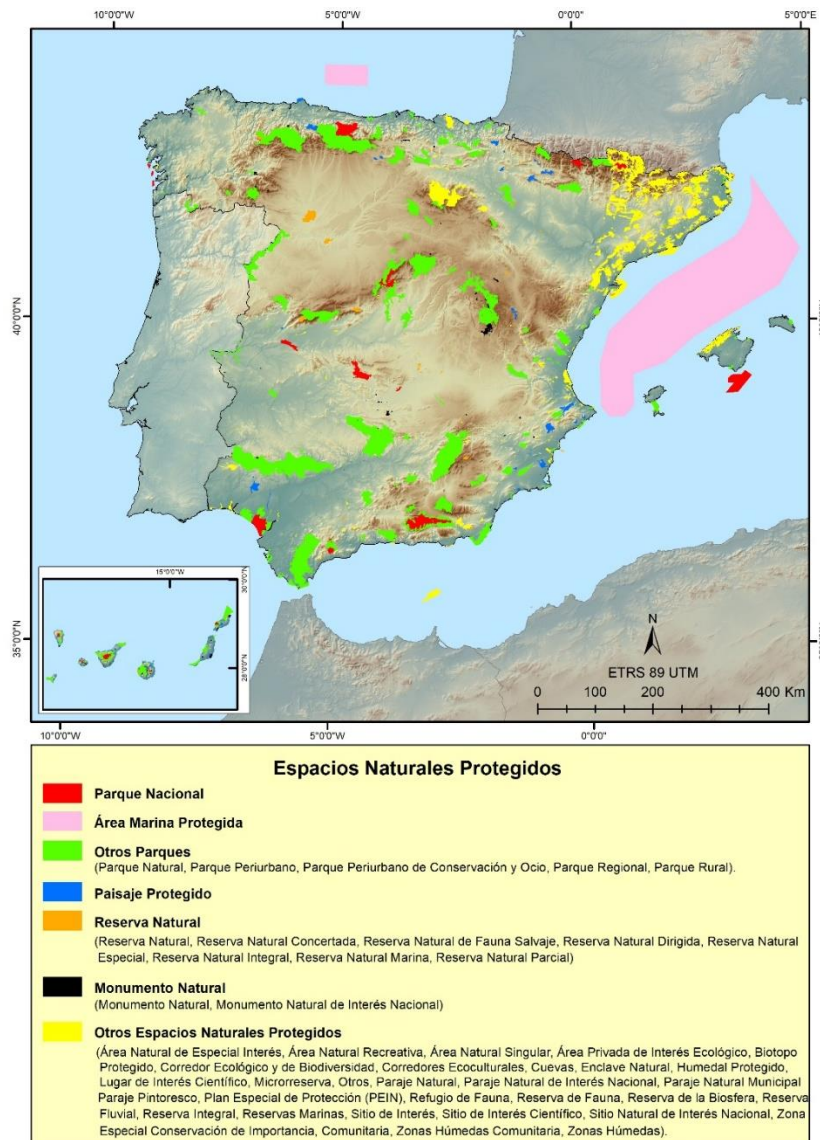 10°0'0"W 5°0'0"W 0°0'0" 5°0'0"E
40°0'0"N
15°0'0"W
30°0'0"N
28°0'0"N
35°0'0"N
N
ETRS 89 UTM
0 100 200 400 Km
10°0'0"W 5°0'0"W 0°0'0"
Espacios Naturales Protegidos
Parque Nacional
Área Marina Protegida
Otros Parques
(Parque Natural, Parque Periurbano, Parque Periurbano de Conservación y Ocio, Parque Regional, Parque Rural).
Paisaje Protegido
Reserva Natural
(Reserva Natural, Reserva Natural Concertada, Reserva Natural de Fauna Salvaje, Reserva Natural Dirigida, Reserva Natural
Especial, Reserva Natural Integral, Reserva Natural Marina, Reserva Natural Parcial)
Monumento Natural
(Monumento Natural, Monumento Natural de Interés Nacional)
Otros Espacios Naturales Protegidos
(Área Natural de Especial Interés, Área Natural Recreativa, Área Natural Singular, Área Privada de Interés Ecológico, Biotopo
Protegido, Corredor Ecológico y de Biodiversidad, Corredores Ecoculturales, Cuevas, Enclave Natural, Humedal Protegido,
Lugar de Interés Científico, Microrreserva, Otros, Paraje Natural, Paraje Natural de Interés Nacional, Paraje Natural Municipal
Paraje Pintoresco, Plan Especial de Protección (PEIN), Refugio de Fauna, Reserva de Fauna, Reserva de la Biosfera, Reserva
Fluvial, Reserva Integral, Reservas Marinas, Sitio de Interés, Sitio de Interés Científico, Sitio Natural de Interés Nacional, Zona
Especial Conservación de Importancia, Comunitaria, Zonas Húmedas Comunitaria, Zonas Húmedas).